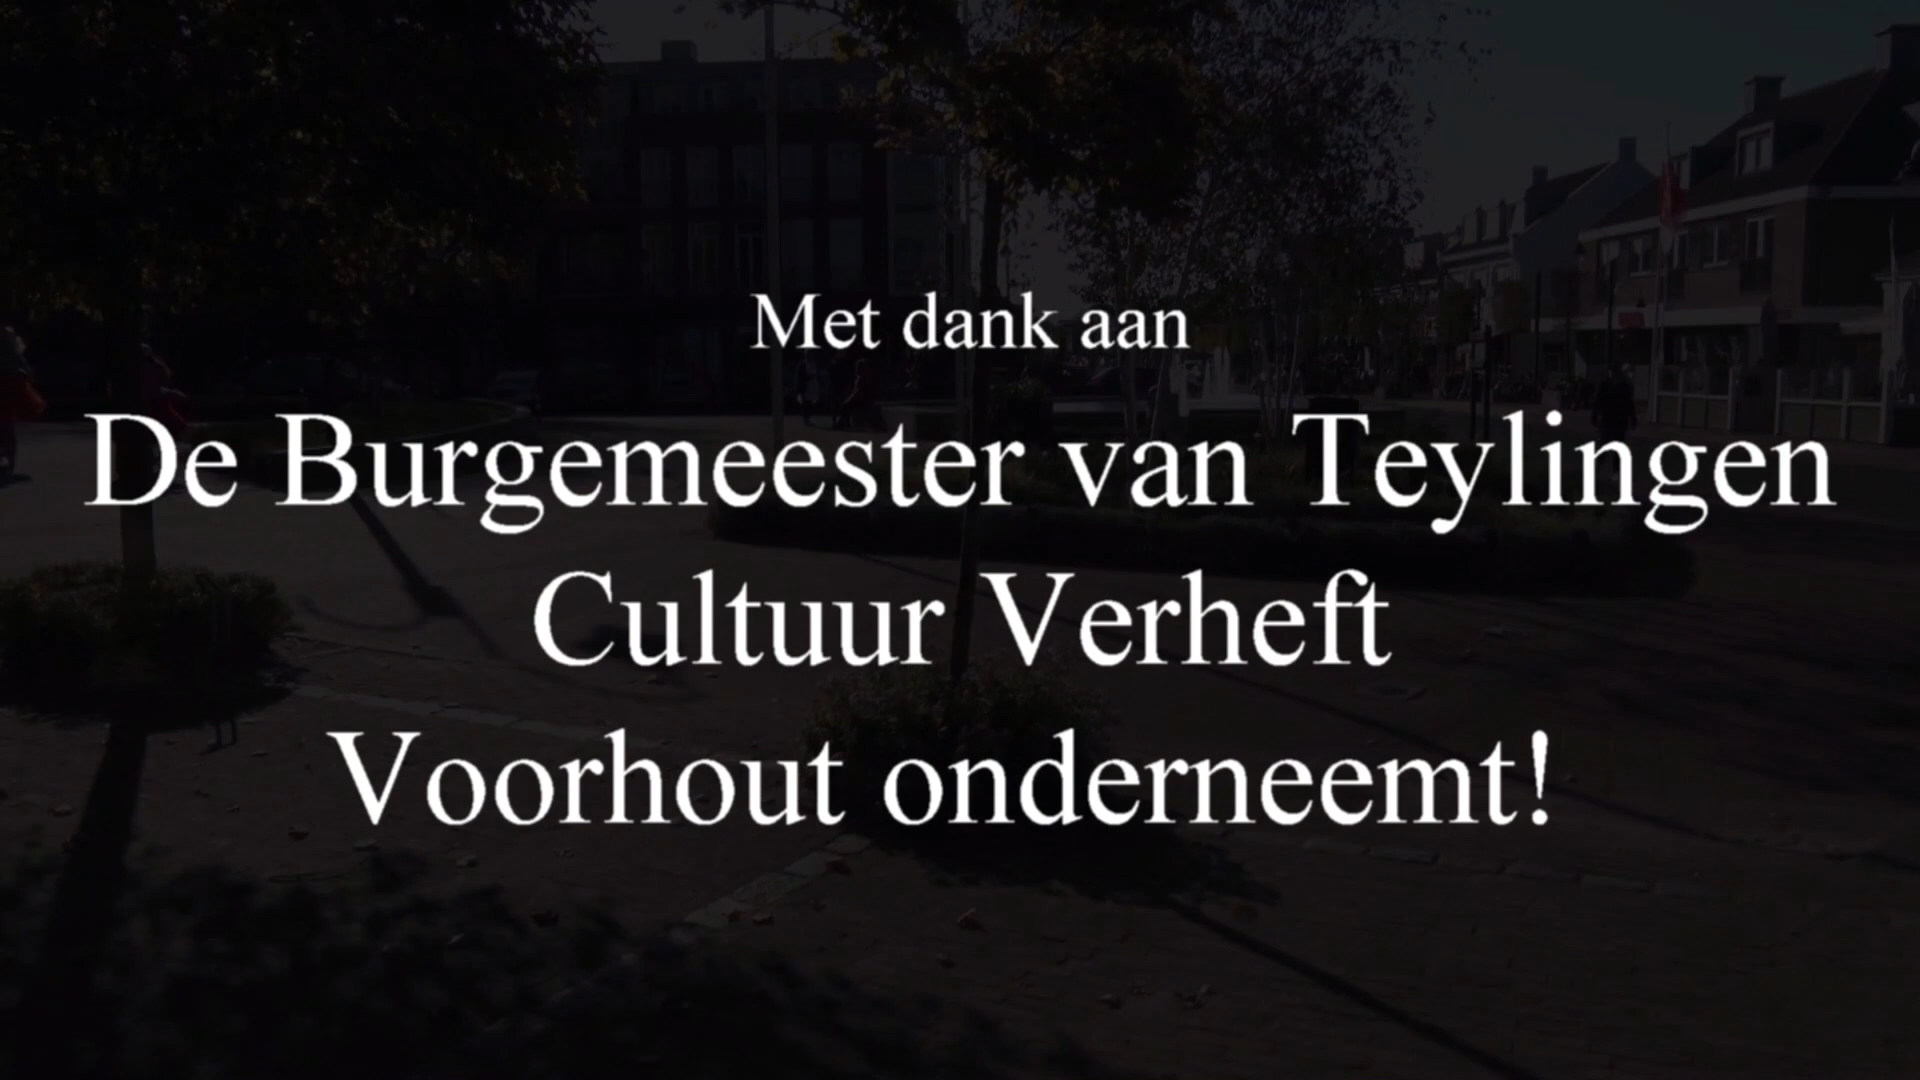 Met dank aan
De Burgemeester van Teylingen
Cultuur Verheft
Voorhout onderneemt!